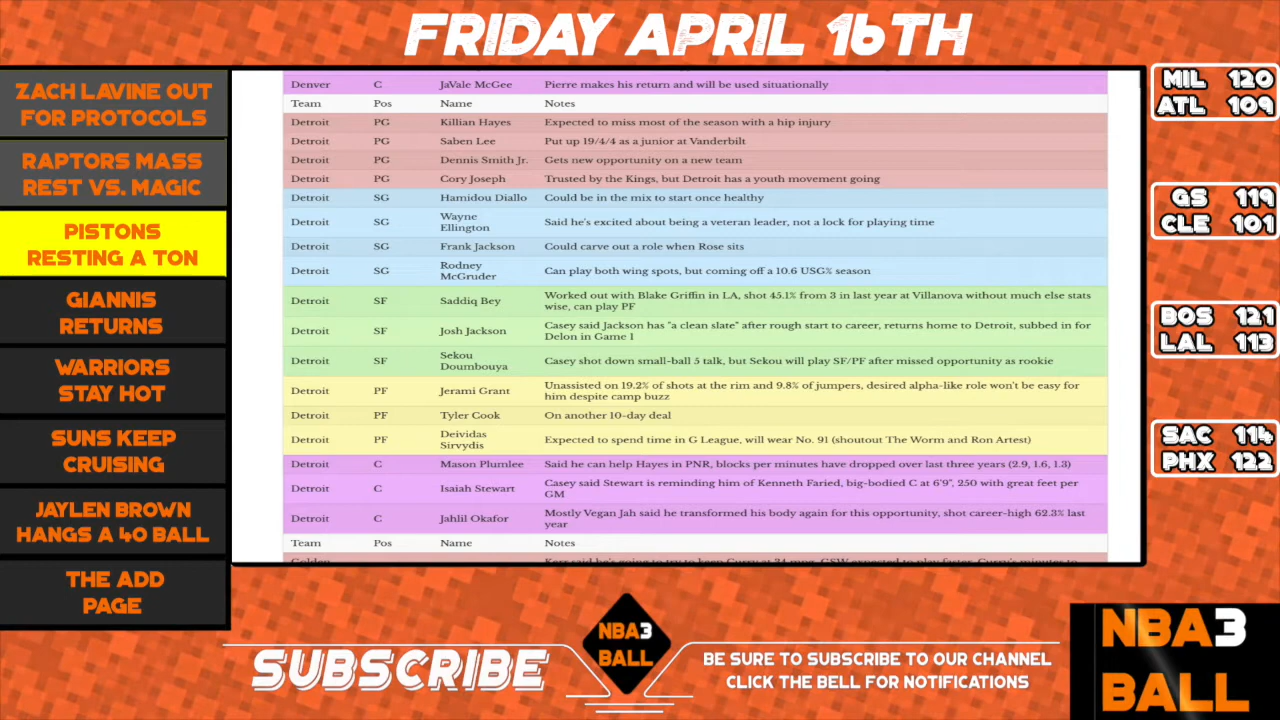 FRIDAY APRIL 16TH
ZACH LAVINE OUT
FOR PROTOCOLS
RAPTORS MASS
REST VS. MAGIC
PISTONS
RESTING A TON
GIANNIS
RETURNS
WARRIORS
STAY HOT
SUNS KEEP
CRUISING
JAYLEN BROWN
HANGS A 40 BALL
THE ADD
PAGE
Denver C JaVale McGee Pierre makes his return and will be used situationally
Team Pos Name Notes
Detroit PG Killian Hayes Expected to miss most of the season with a hip injury
Detroit PG Saben Lee Put up 19/4/4 as a junior at Vanderbilt
Detroit PG Dennis Smith Jr. Gets new opportunity on a new team
Detroit PG Cory Joseph Trusted by the Kings, but Detroit has a youth movement going
Detroit SG Hamidou Diallo Could be in the mix to start once healthy
Detroit SG Wayne Ellington Said he's excited about being a veteran leader, not a lock for playing time
Detroit SG Frank Jackson Could carve out a role when Rose sits
Detroit SG Rodney McGruder Can play both wing spots, but coming off a 10.6 USG% season
Detroit SF Saddiq Bey Worked out with Blake Griffin in LA, shot 45.1% from 3 in last year at Villanova without much else stats
wise, can play PF
Detroit SF Josh Jackson Casey said Jackson has "a clean slate" after rough start to career, returns home to Detroit, subbed in for
Delon in Game 1
Detroit SF Sekou Doumbouya Casey shot down small-ball 5 talk, but Sekou will play SF/PF after missed opportunity as rookie
Detroit PF Jerami Grant Unassisted on 19.2% of shots at the rim and 9.8% of jumpers, desired alpha-like role won't be easy for
him despite camp buzz
Detroit PF Tyler Cook On another 10-day deal
Detroit PF Deividas Sirvydis Expected to spend time in G League, will wear No. 91 (shoutout The Worm and Ron Artest)
Detroit C Mason Plumlee Said he can help Hayes in PNR, blocks per minutes have dropped over last three years (2.9, 1.6, 1.3)
Detroit C Isaiah Stewart Casey said Stewart is reminding him of Kenneth Faried, big-bodied C at 6'9", 250 with great feet per
GM
Detroit C Jahlil Okafor Mostly Vegan Jah said he transformed his body again for this opportunity, shot career-high 62.3% last
year
Team Pos Name Notes
Golden Kerr said he's going to try to keep Curry at 34 mpg, GSW expected to play faster, Curry's minutes to
MIL 120
ATL 109
GS 119
CLE 101
BOS 121
LAL 113
SAC 114
PHX 122
SUBSCRIBE
NBA3
BALL
BE SURE TO SUBSCRIBE TO OUR CHANNEL
CLICK THE BELL FOR NOTIFICATIONS
NBA3
BALL